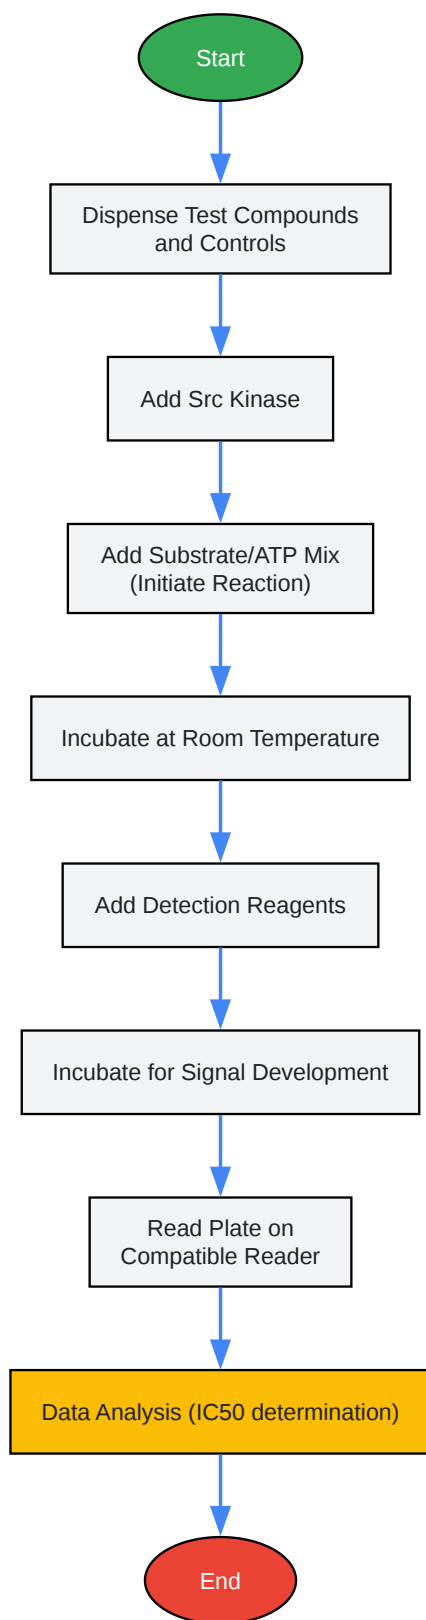 Start
Dispense Test Compounds
and Controls
Add Src Kinase
Add Substrate/ATP Mix
(Initiate Reaction)
Incubate at Room Temperature
Add Detection Reagents
Incubate for Signal Development
Read Plate on
Compatible Reader
Data Analysis (IC50 determination)
End